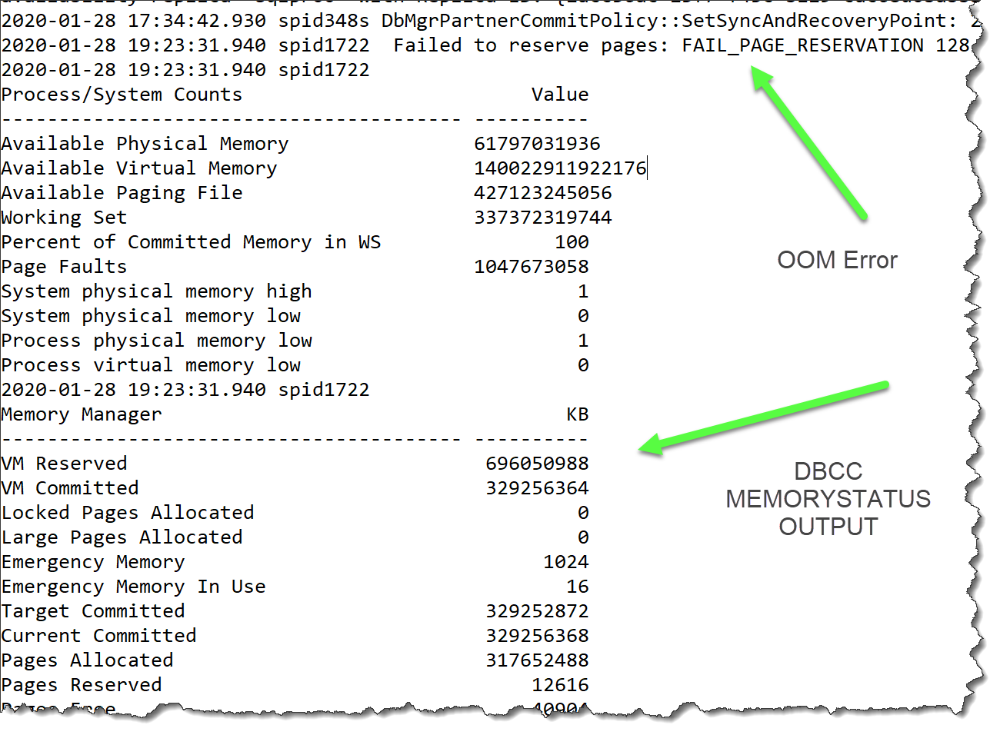 2020-01-28 17:34:42.930 spid348s DbMgrPartnerCommitPolicy::SetSyncAndRecoveryPoint:
2020-01-28 19:23:31.940 spid1722  Failed to reserve pages: FAIL_PAGE_RESERVATION 128
2020-01-28 19:23:31.940 spid1722
Process/System Counts                         Value
---------------------------------------- ----------
Available Physical Memory                61797031936
Available Virtual Memory                 140022911922176
Available Paging File                    427123245056
Working Set                              337372319744
Percent of Committed Memory in WS               100
Page Faults                              1047673058
System physical memory high                       1
System physical memory low                        0
Process physical memory low                       1
Process virtual memory low                        0
2020-01-28 19:23:31.940 spid1722
Memory Manager                                   KB
---------------------------------------- ----------
VM Reserved                               696050988
VM Committed                              329256364
Locked Pages Allocated                            0
Large Pages Allocated                             0
Emergency Memory                               1024
Emergency Memory In Use                          16
Target Committed                          329252872
Current Committed                         329256368
Pages Allocated                           317652488
Pages Reserved                                12616
Pages Free                                    40904
OOM Error
DBCC
MEMORYSTATUS
OUTPUT